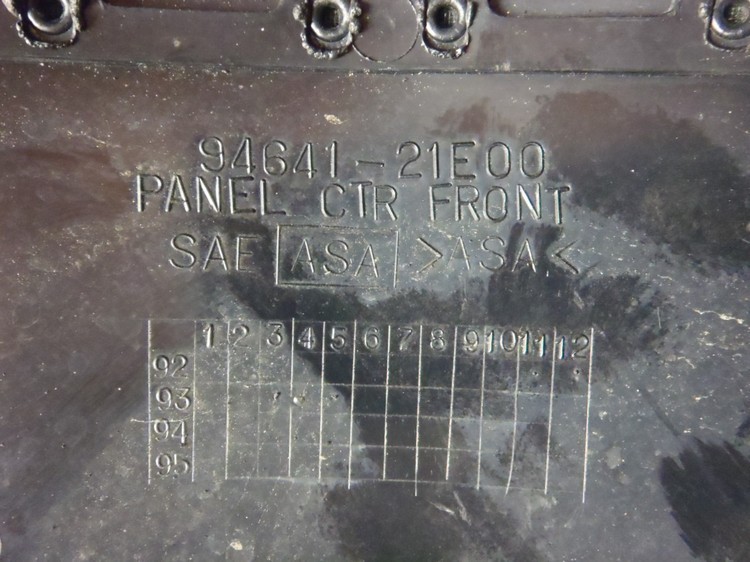 94641-21E00
PANEL CTR FRONT
SAE ASA >ASA<
1 2 3 4 5 6 7 8 9 10 11 12
92
93
94
95